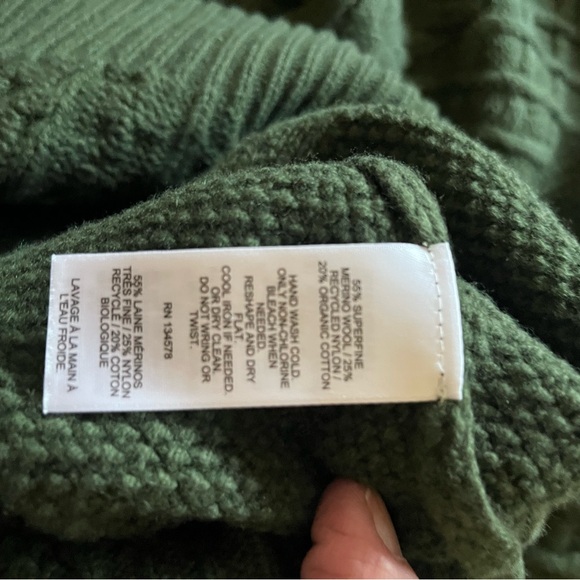 55% SUPERFINE
MERINO WOOL / 25%
RECYCLED NYLON /
20% ORGANIC COTTON
HAND WASH COLD.
ONLY NON-CHLORINE
BLEACH WHEN
NEEDED.
RESHAPE AND DRY
FLAT.
COOL IRON IF NEEDED.
OR DRY CLEAN.
DO NOT WRING OR
TWIST.
RN 134578
55% LAINE MÉRINOS
TRÈS FINE / 25% NYLON
RECYCLÉ / 20% COTON
BIOLOGIQUE
LAVAGE À LA MAIN À
L'EAU FROIDE.